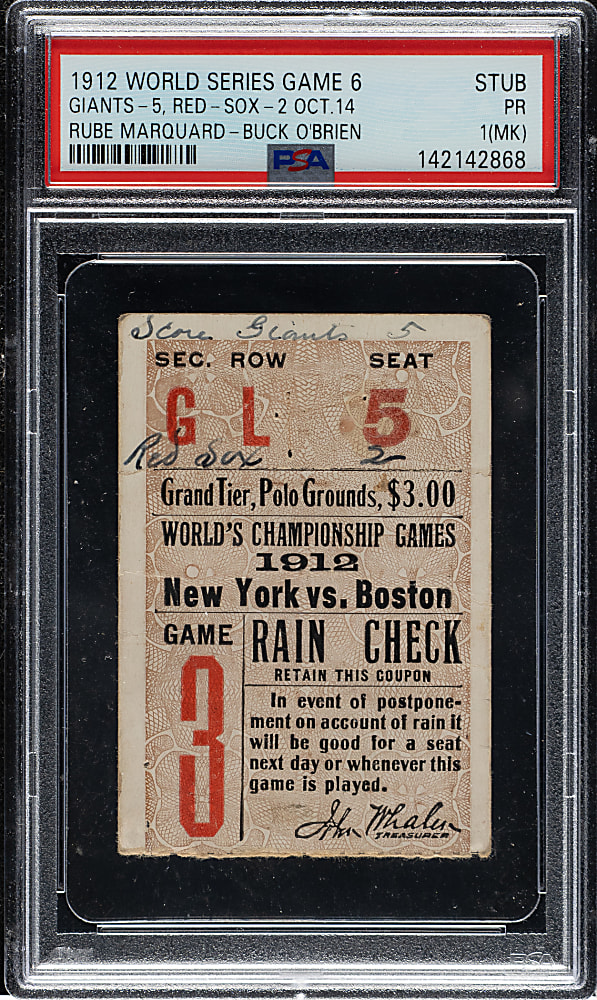 1912 WORLD SERIES GAME 6 STUB
GIANTS-5, RED-SOX-2 OCT.14 PR
RUBE MARQUARD-BUCK O'BRIEN 1(MK)
PSA 142142868
Score Giants 5
SEC. ROW SEAT
G L 5
Red Sox 2
Grand Tier, Polo Grounds, $3.00
WORLD'S CHAMPIONSHIP GAMES
1912
New York vs. Boston
GAME
3
RAIN CHECK
RETAIN THIS COUPON
In event of postpone-
ment on account of rain it
will be good for a seat
next day or whenever this
game is played.
John Whalen
TREASURER
PSA